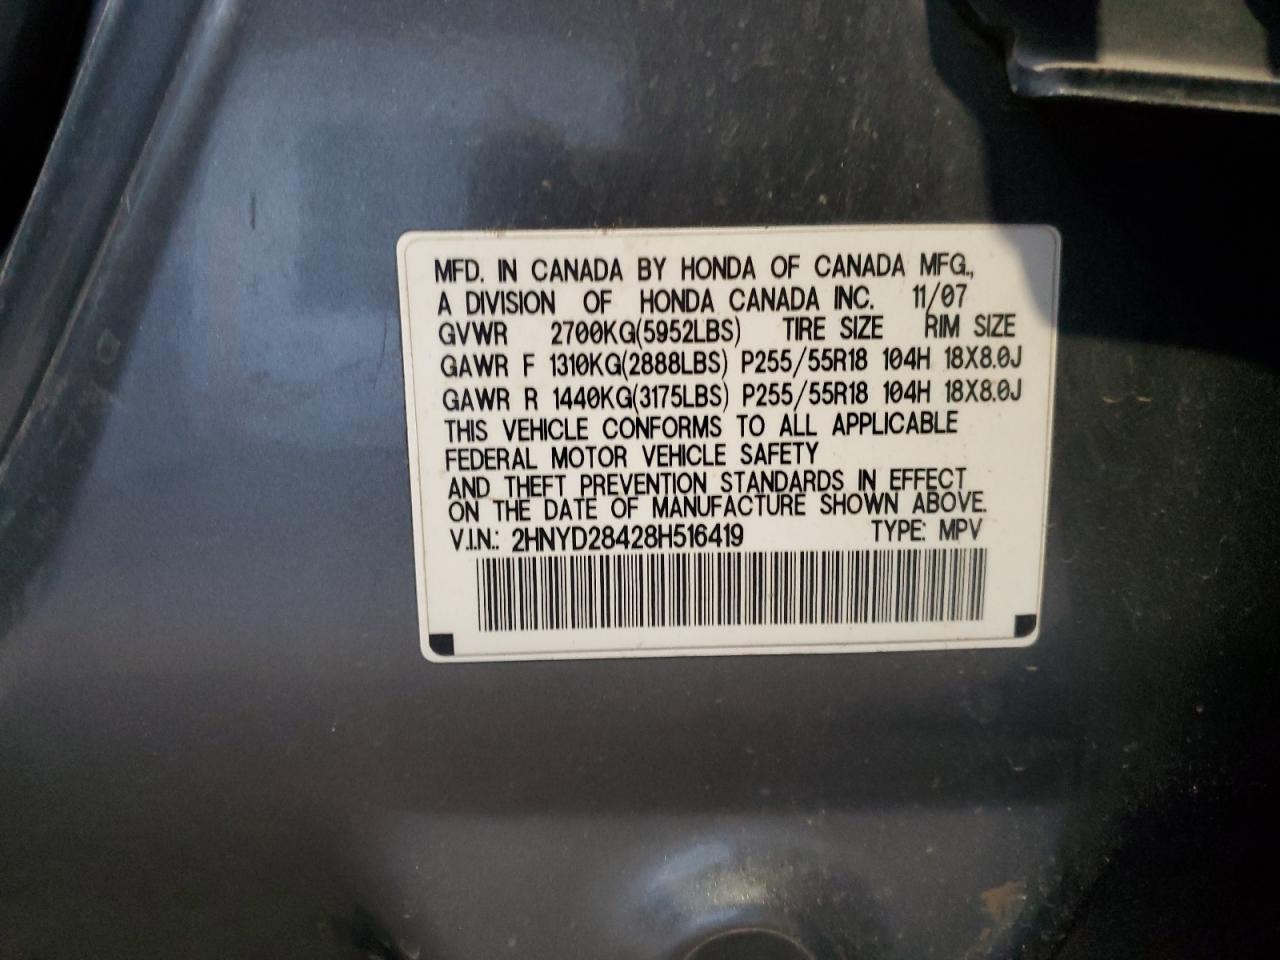 MFD. IN CANADA BY HONDA OF CANADA MFG.,
A DIVISION OF HONDA CANADA INC. 11/07
GVWR 2700KG(5952LBS) TIRE SIZE RIM SIZE
GAWR F 1310KG(2888LBS) P255/55R18 104H 18X8.0J
GAWR R 1440KG(3175LBS) P255/55R18 104H 18X8.0J
THIS VEHICLE CONFORMS TO ALL APPLICABLE
FEDERAL MOTOR VEHICLE SAFETY
AND THEFT PREVENTION STANDARDS IN EFFECT
ON THE DATE OF MANUFACTURE SHOWN ABOVE.
V.I.N.: 2HNYD28428H516419 TYPE: MPV